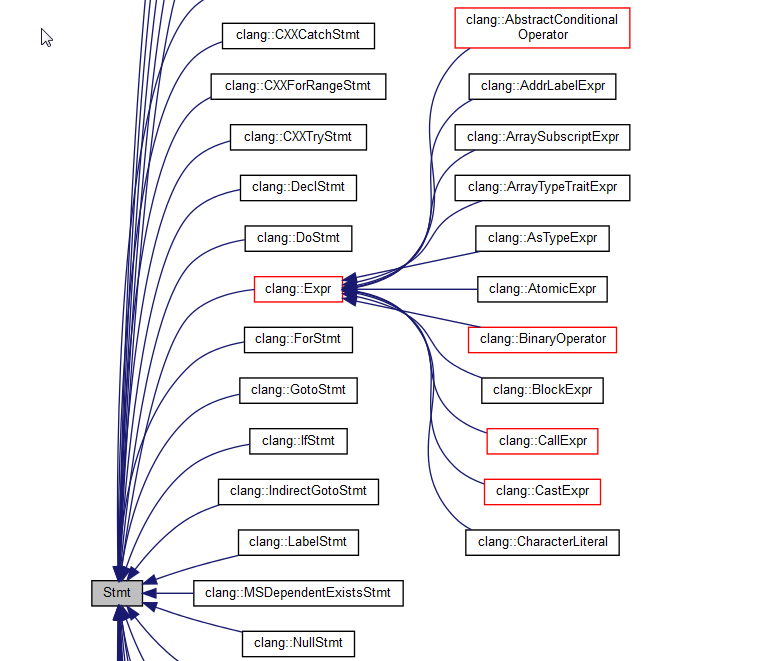 clang::CXXCatchStmt
clang::CXXForRangeStmt
clang::CXXTryStmt
clang::DeclStmt
clang::DoStmt
clang::Expr
clang::ForStmt
clang::GotoStmt
clang::IfStmt
clang::IndirectGotoStmt
clang::LabelStmt
Stmt
clang::MSDependentExistsStmt
clang::NullStmt
clang::AbstractConditional
Operator
clang::AddrLabelExpr
clang::ArraySubscriptExpr
clang::ArrayTypeTraitExpr
clang::AsTypeExpr
clang::AtomicExpr
clang::BinaryOperator
clang::BlockExpr
clang::CallExpr
clang::CastExpr
clang::CharacterLiteral